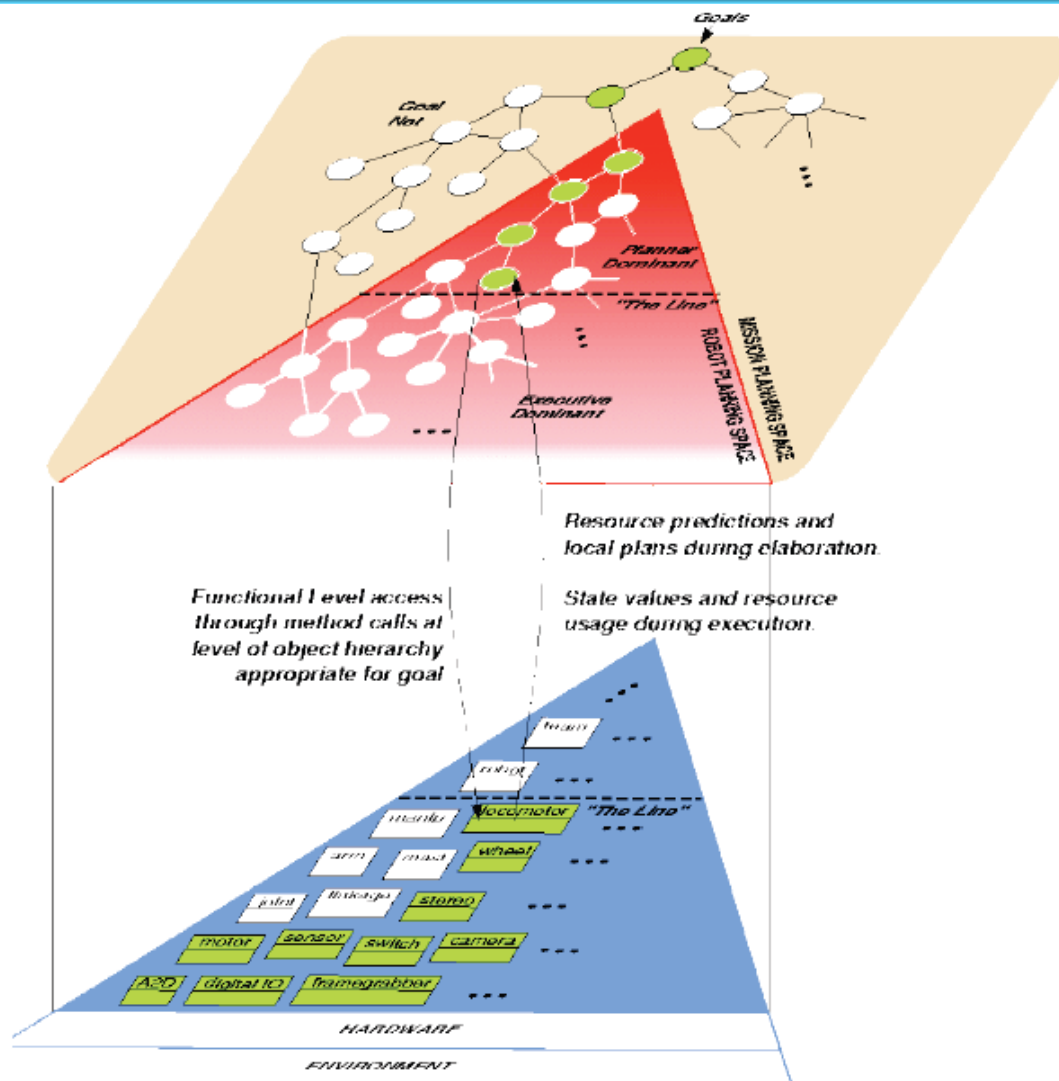 Goals
Goal
Net
Planner
Dominant
"The Line"
MISSION PLANNING SPACE
ROBOT PLANNING SPACE
Executive
Dominant
Resource predictions and
local plans during elaboration.
Functional Level access
through method calls at
level of object hierarchy
appropriate for goal
State values and resource
usage during execution.
team
robot
manip
locomotor
"The Line"
arm
mast
wheel
joint
linkage
stereo
motor
sensor
switch
camera
A2D
digital IO
framegrabber
HARDWARE
ENVIRONMENT